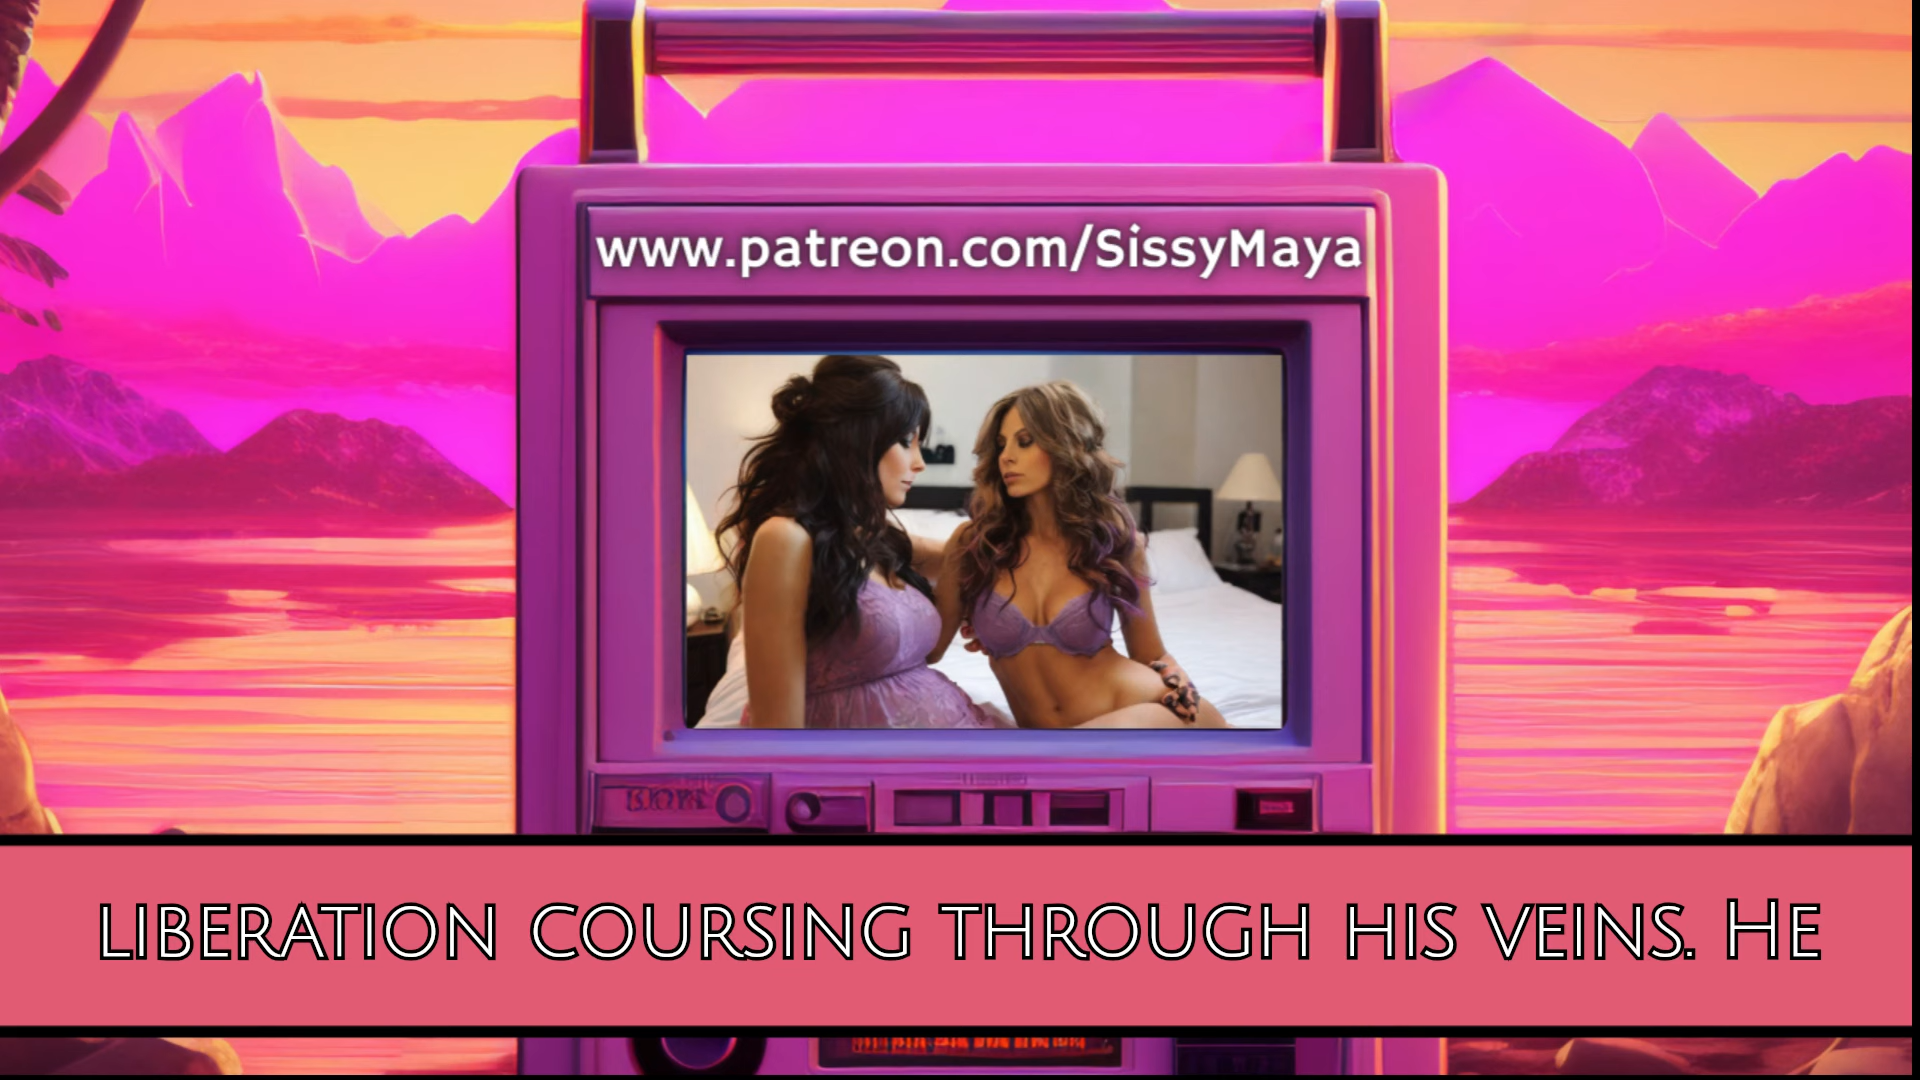 www.patreon.com/SissyMaya
LIBERATION COURSING THROUGH HIS VEINS. HE